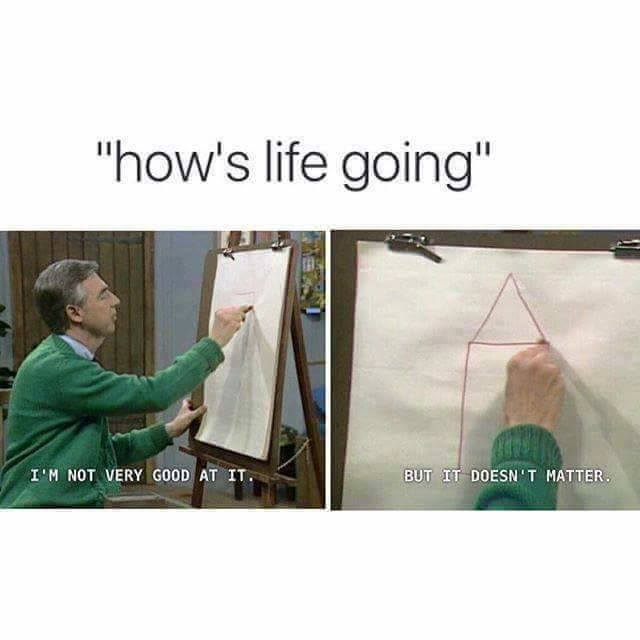 "how's life going"
I'M NOT VERY GOOD AT IT.
BUT IT DOESN'T MATTER.